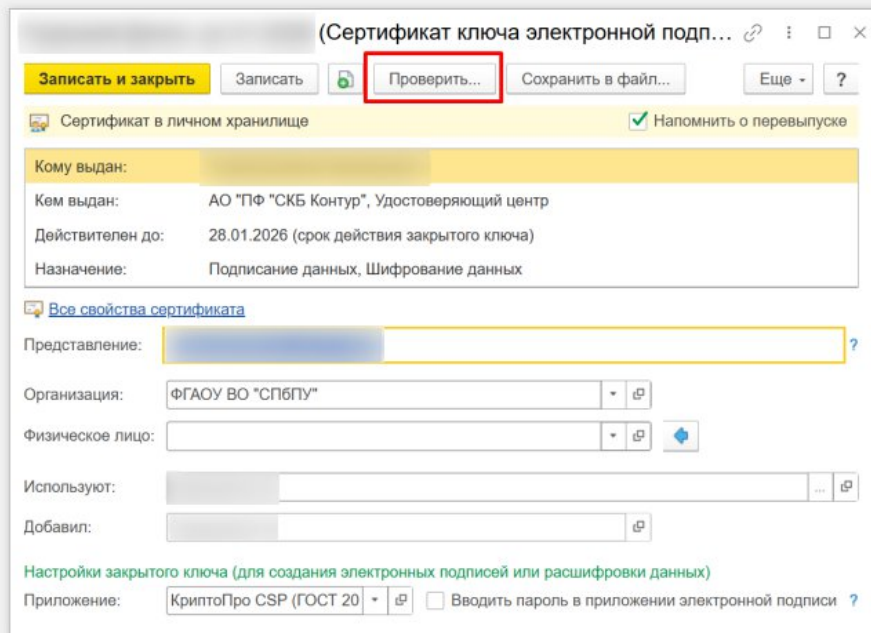 (Сертификат ключа электронной подп...
Записать и закрыть Записать Проверить... Сохранить в файл... Еще ?
Сертификат в личном хранилище Напомнить о перевыпуске
Кому выдан:
Кем выдан: АО "ПФ "СКБ Контур", Удостоверяющий центр
Действителен до: 28.01.2026 (срок действия закрытого ключа)
Назначение: Подписание данных, Шифрование данных
Все свойства сертификата
Представление: ?
Организация: ФГАОУ ВО "СПбПУ"
Физическое лицо:
Используют: ...
Добавил:
Настройки закрытого ключа (для создания электронных подписей или расшифровки данных)
Приложение: КриптоПро CSP (ГОСТ 20 Вводить пароль в приложении электронной подписи ?